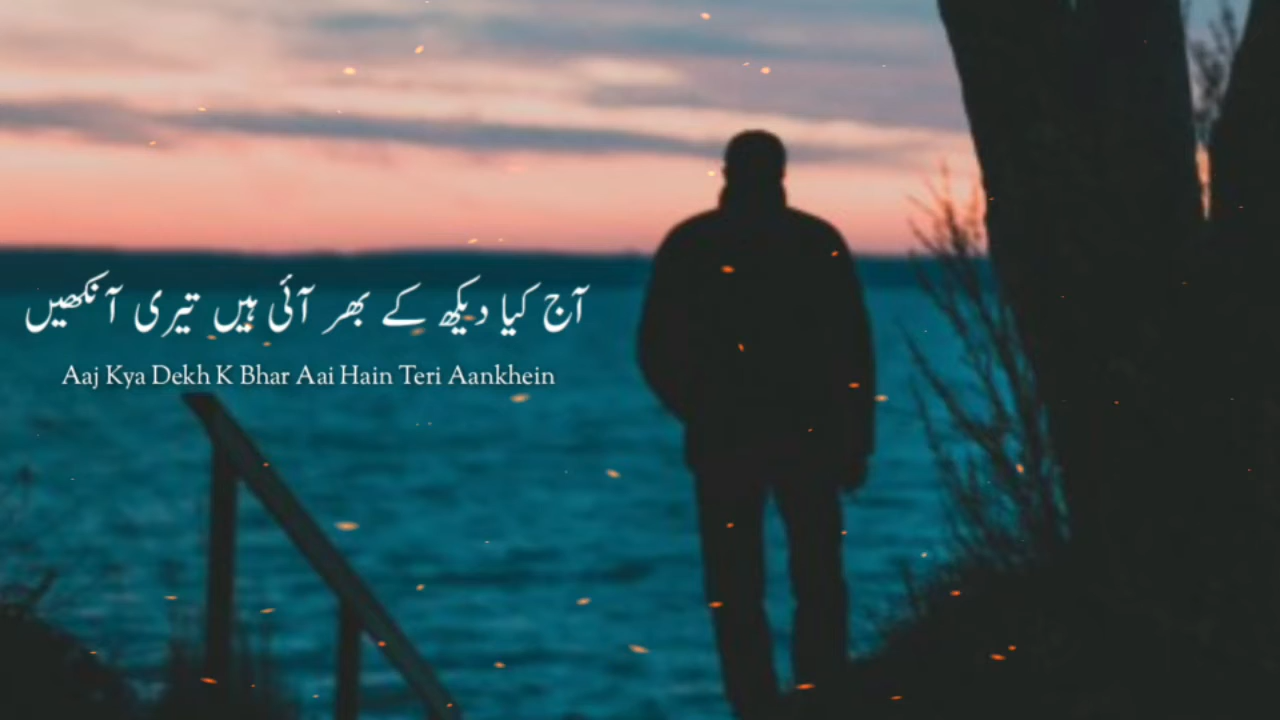 آج کیا دیکھ کے بھر آئی ہیں تیری آنکھیں
Aaj Kya Dekh K Bhar Aai Hain Teri Aankhein